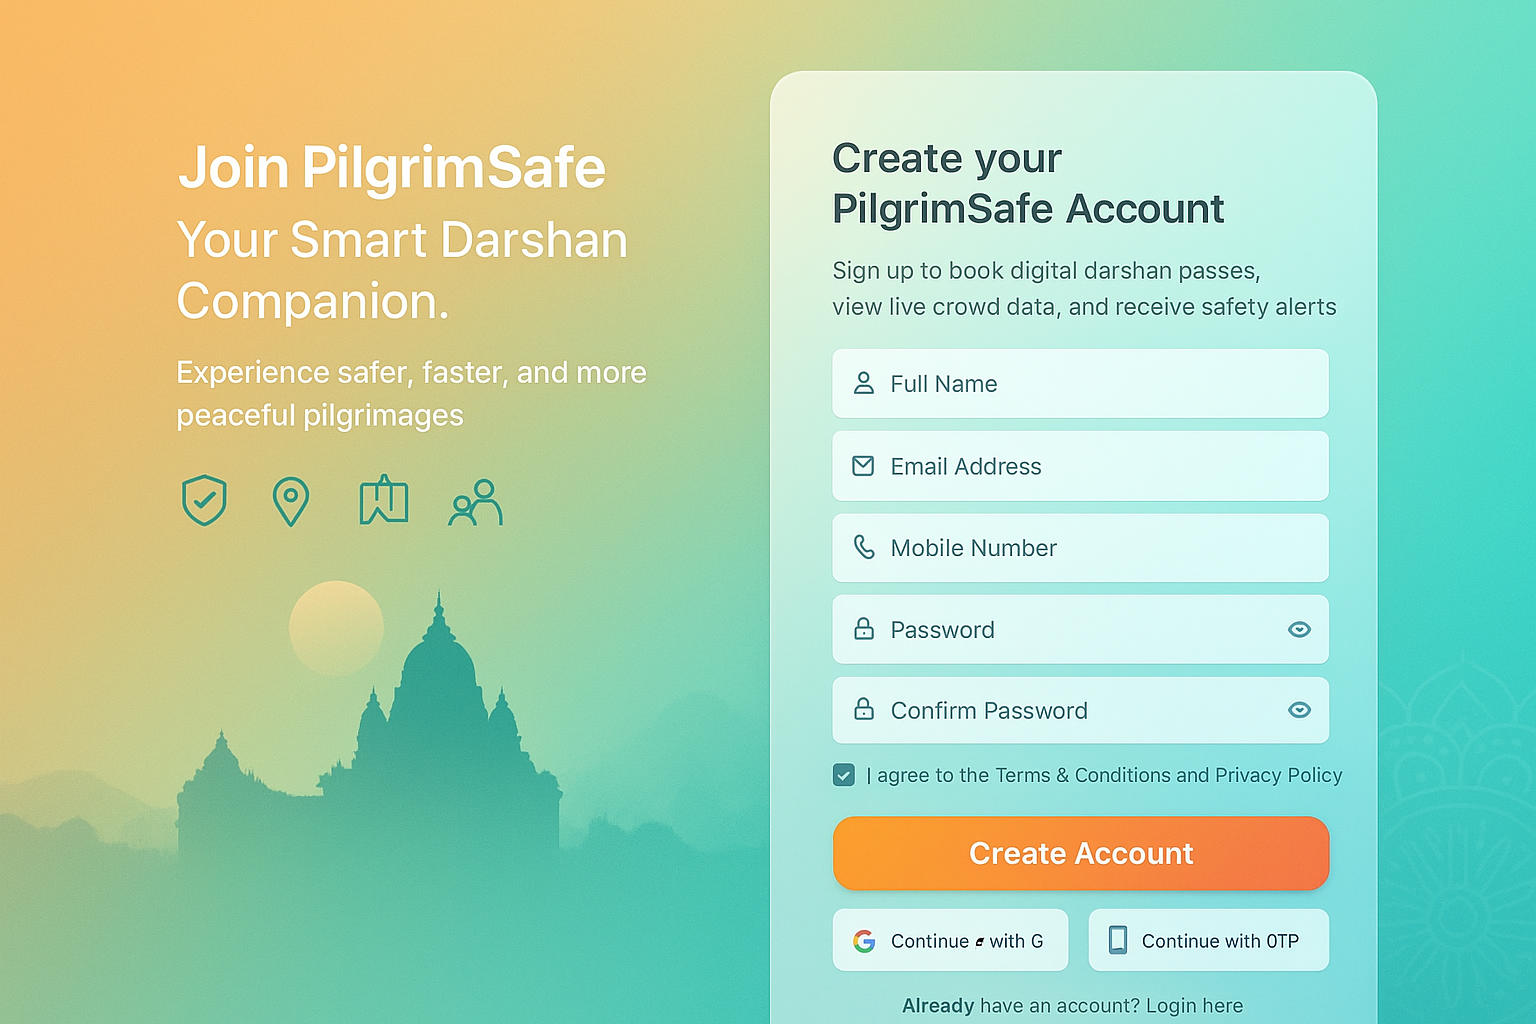 Join PilgrimSafe
Your Smart Darshan
Companion.
Experience safer, faster, and more
peaceful pilgrimages
Create your
PilgrimSafe Account
Sign up to book digital darshan passes,
view live crowd data, and receive safety alerts
Full Name
Email Address
Mobile Number
Password
Confirm Password
I agree to the Terms & Conditions and Privacy Policy
Create Account
Continue with G
Continue with OTP
Already have an account? Login here